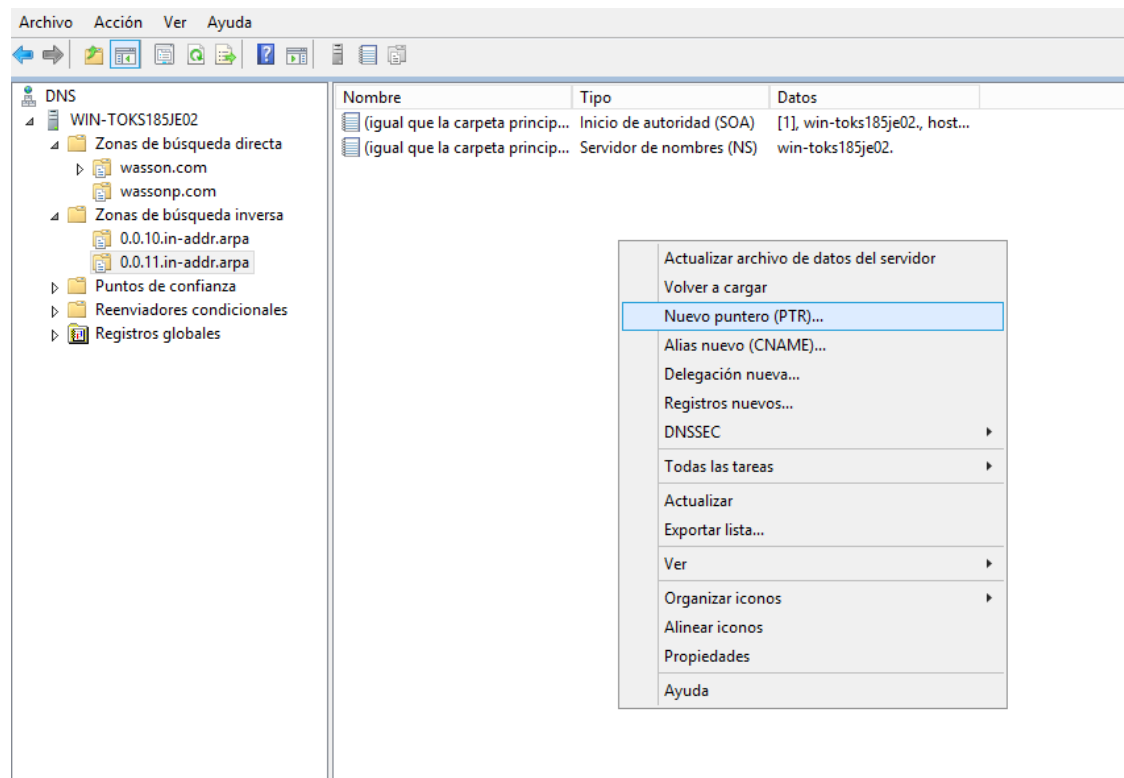 Archivo Acción Ver Ayuda
DNS
WIN-TOKS185JE02
Zonas de búsqueda directa
wasson.com
wassonp.com
Zonas de búsqueda inversa
0.0.10.in-addr.arpa
0.0.11.in-addr.arpa
Puntos de confianza
Reenviadores condicionales
Registros globales
Nombre Tipo Datos
(igual que la carpeta princip... Inicio de autoridad (SOA) [1], win-toks185je02., host...
(igual que la carpeta princip... Servidor de nombres (NS) win-toks185je02.
Actualizar archivo de datos del servidor
Volver a cargar
Nuevo puntero (PTR)...
Alias nuevo (CNAME)...
Delegación nueva...
Registros nuevos...
DNSSEC
Todas las tareas
Actualizar
Exportar lista...
Ver
Organizar iconos
Alinear iconos
Propiedades
Ayuda